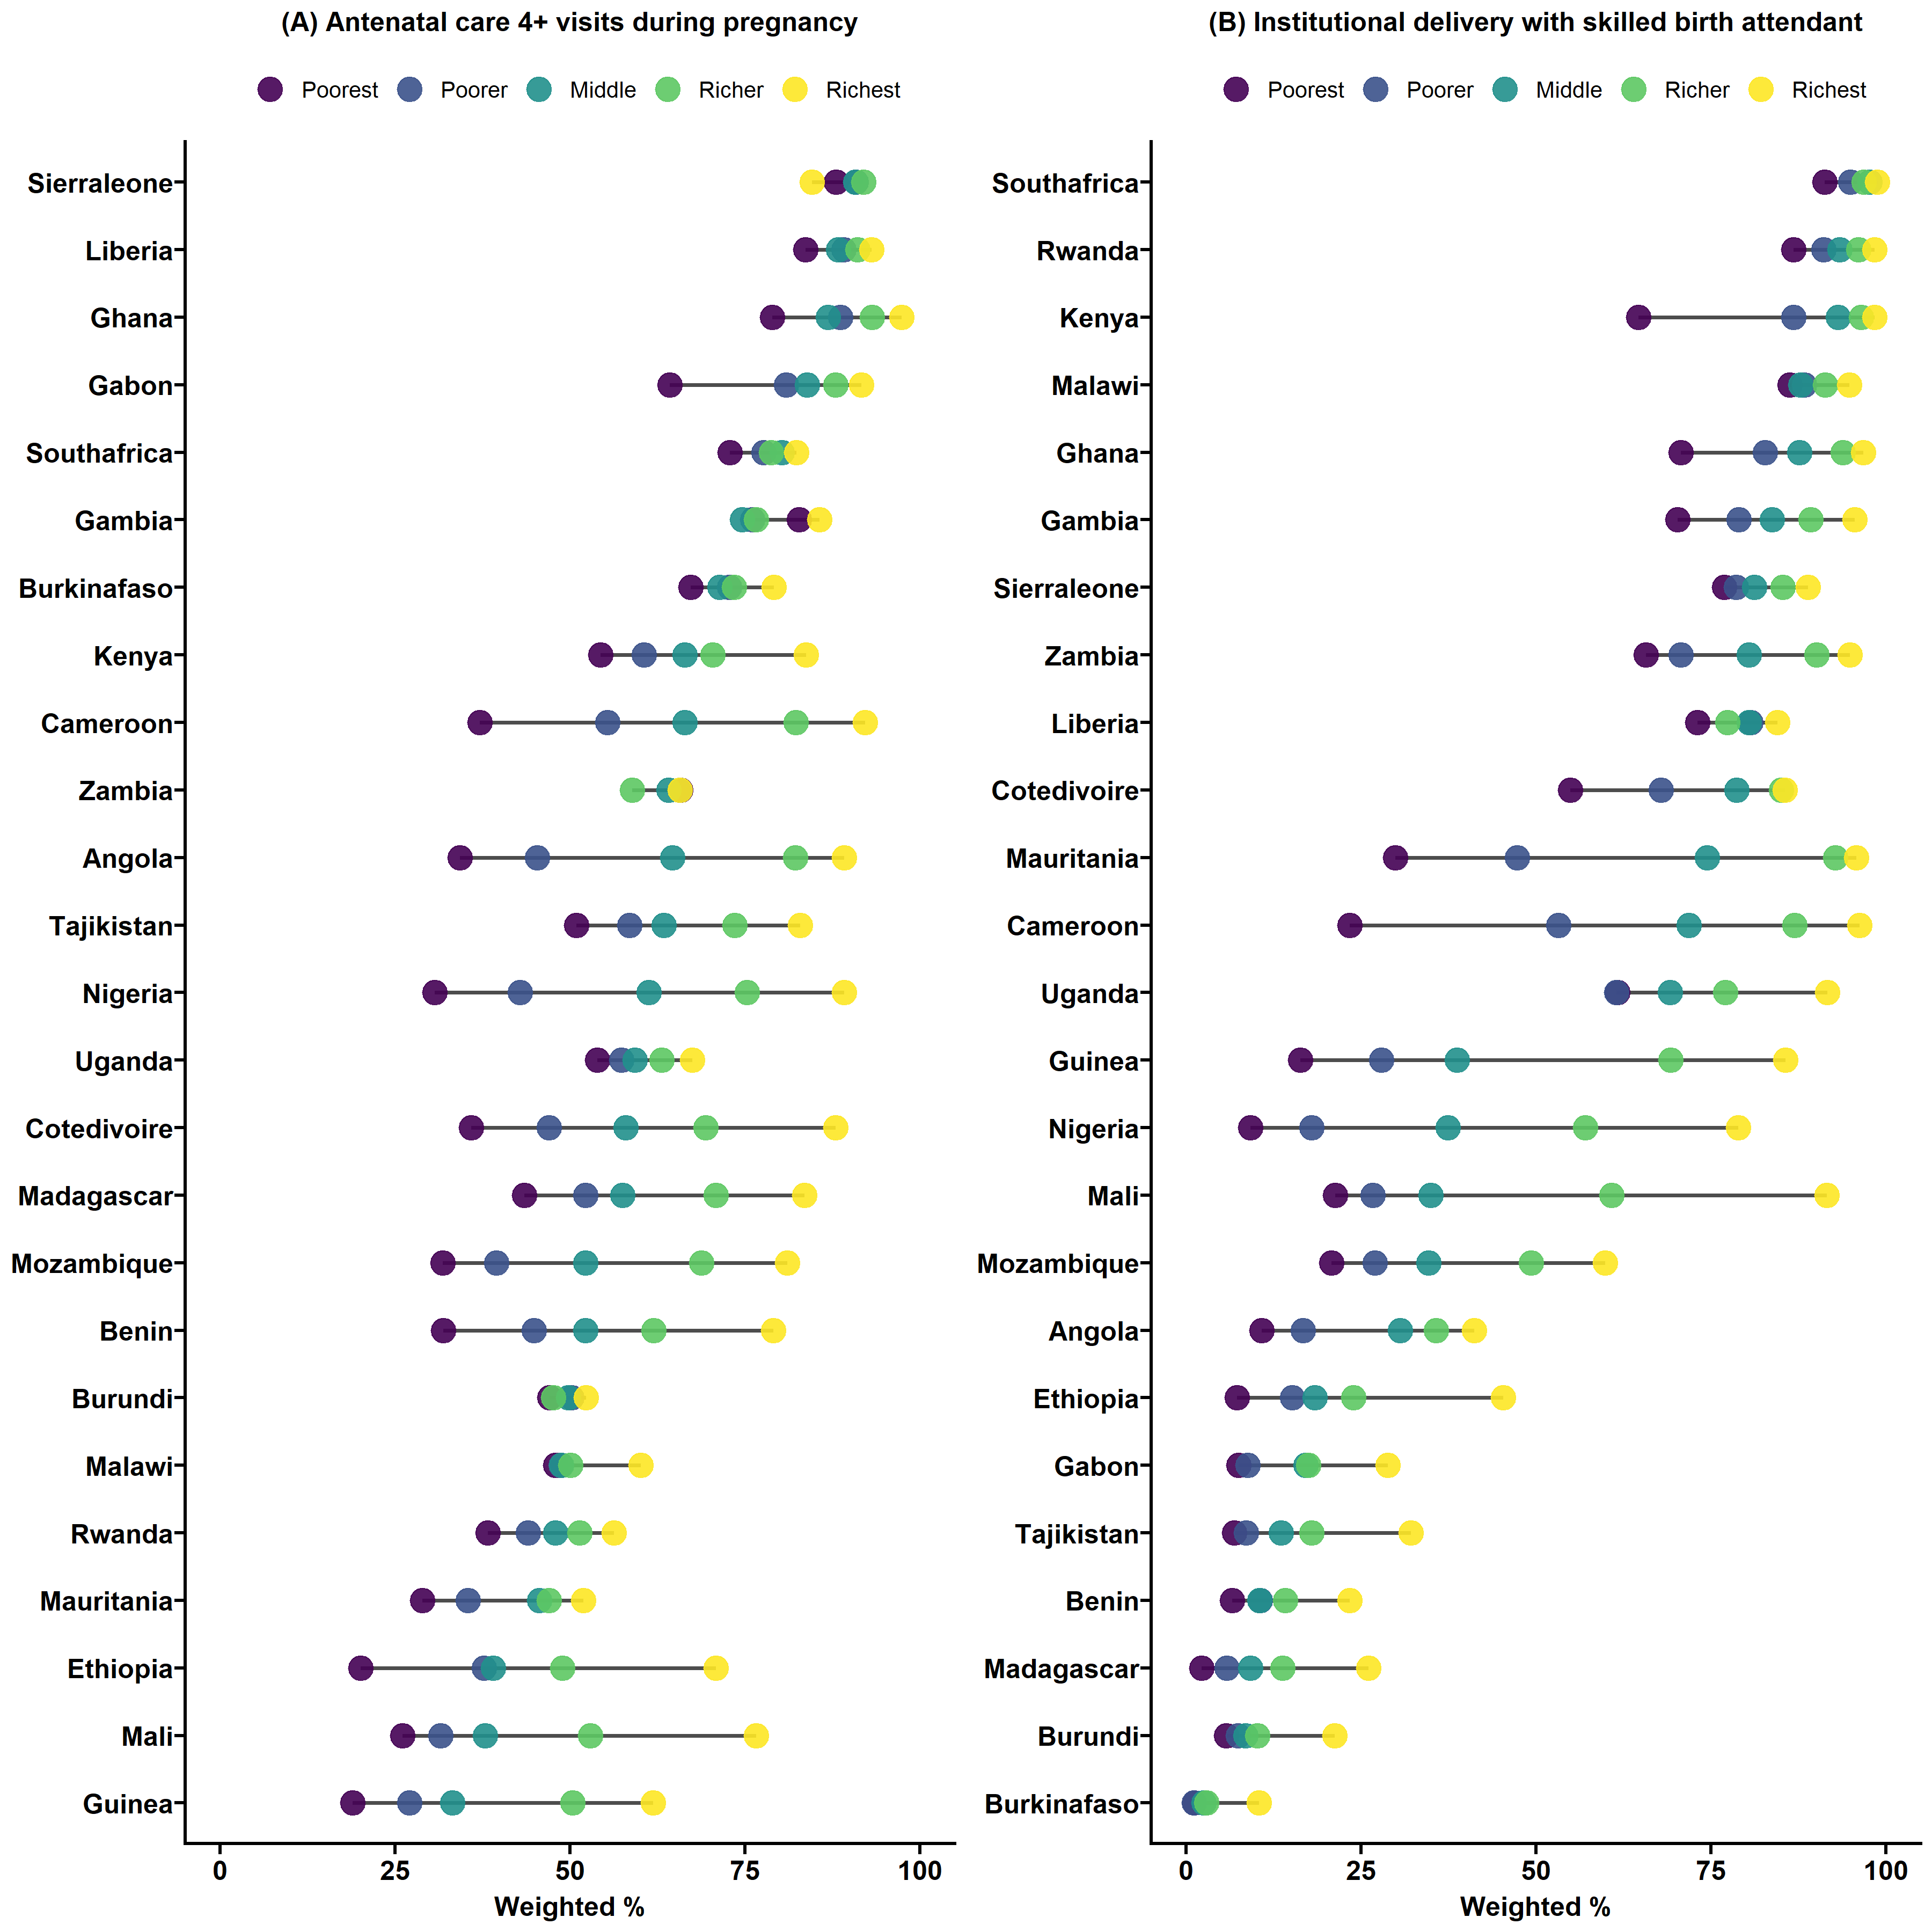 (A) Antenatal care 4+ visits during pregnancy
Poorest Poorer Middle Richer Richest
Sierraleone
Liberia
Ghana
Gabon
Southafrica
Gambia
Burkinafaso
Kenya
Cameroon
Zambia
Angola
Tajikistan
Nigeria
Uganda
Cotedivoire
Madagascar
Mozambique
Benin
Burundi
Malawi
Rwanda
Mauritania
Ethiopia
Mali
Guinea
0 25 50 75 100
Weighted %
(B) Institutional delivery with skilled birth attendant
Poorest Poorer Middle Richer Richest
Southafrica
Rwanda
Kenya
Malawi
Ghana
Gambia
Sierraleone
Zambia
Liberia
Cotedivoire
Mauritania
Cameroon
Uganda
Guinea
Nigeria
Mali
Mozambique
Angola
Ethiopia
Gabon
Tajikistan
Benin
Madagascar
Burundi
Burkinafaso
0 25 50 75 100
Weighted %